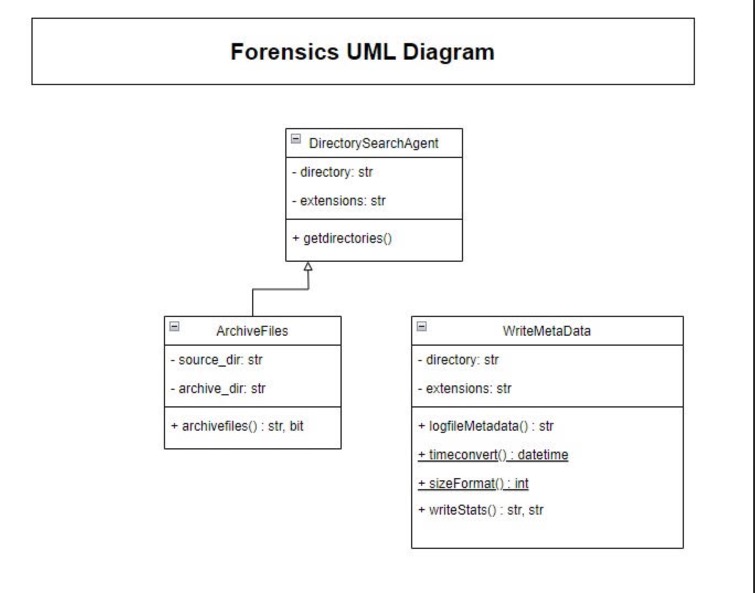 Forensics UML Diagram
DirectorySearchAgent
- directory: str
- extensions: str
+ getdirectories()
ArchiveFiles
- source_dir: str
- archive_dir: str
+ archivefiles() : str, bit
WriteMetaData
- directory: str
- extensions: str
+ logfileMetadata() : str
+ timeconvert() : datetime
+ sizeFormat() : int
+ writeStats() : str, str